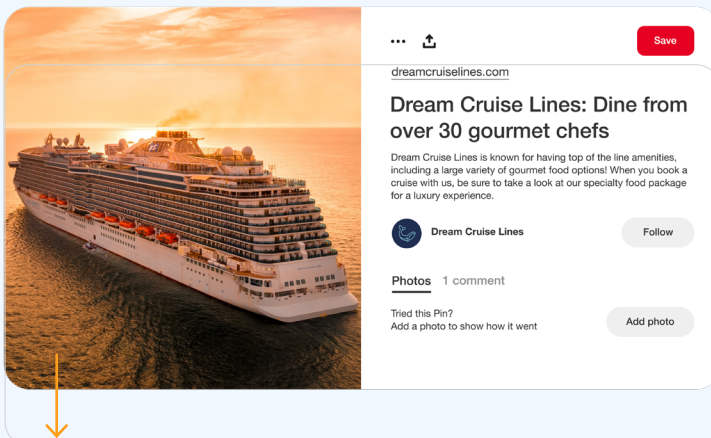 Save
dreamcruiselines.com
Dream Cruise Lines: Dine from
over 30 gourmet chefs
Dream Cruise Lines is known for having top of the line amenities,
including a large variety of gourmet food options! When you book a
cruise with us, be sure to take a look at our specialty food package
for a luxury experience.
Dream Cruise Lines
Follow
Photos 1 comment
Tried this Pin?
Add a photo to show how it went
Add photo